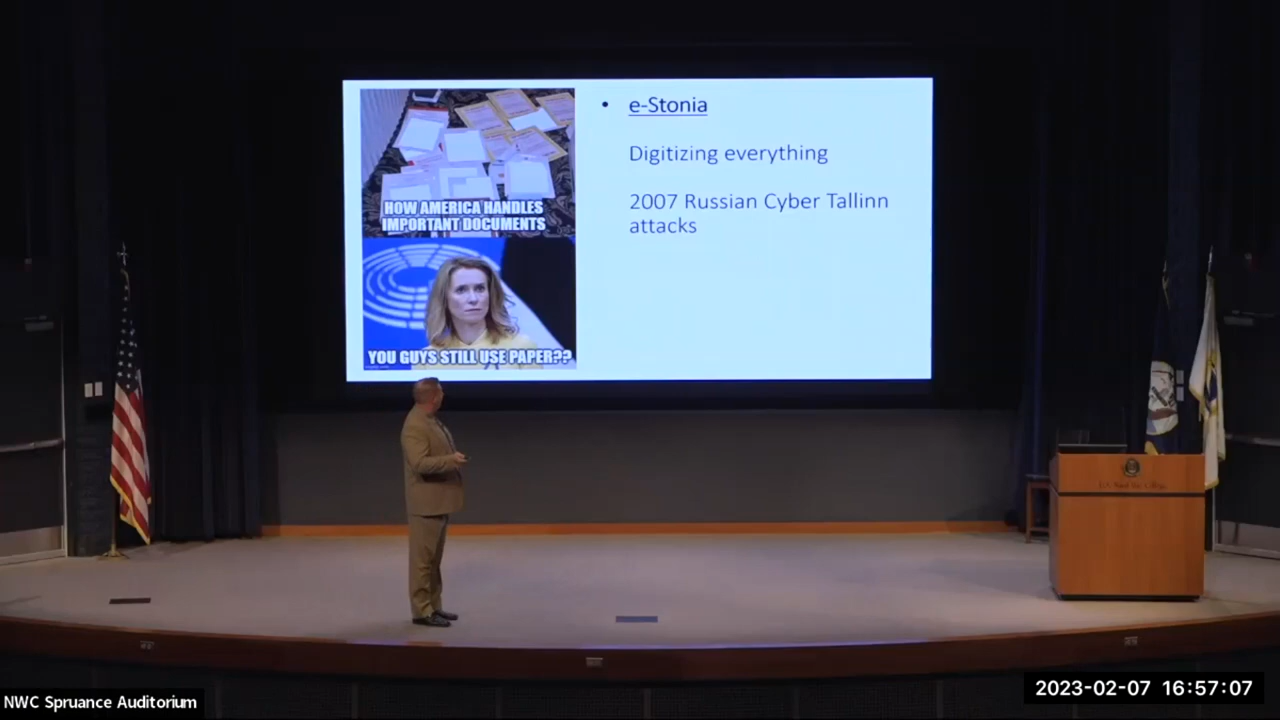 HOW AMERICA HANDLES
IMPORTANT DOCUMENTS
YOU GUYS STILL USE PAPER??
• e-Stonia
Digitizing everything
2007 Russian Cyber Tallinn
attacks
NWC Spruance Auditorium
2023-02-07 16:57:07